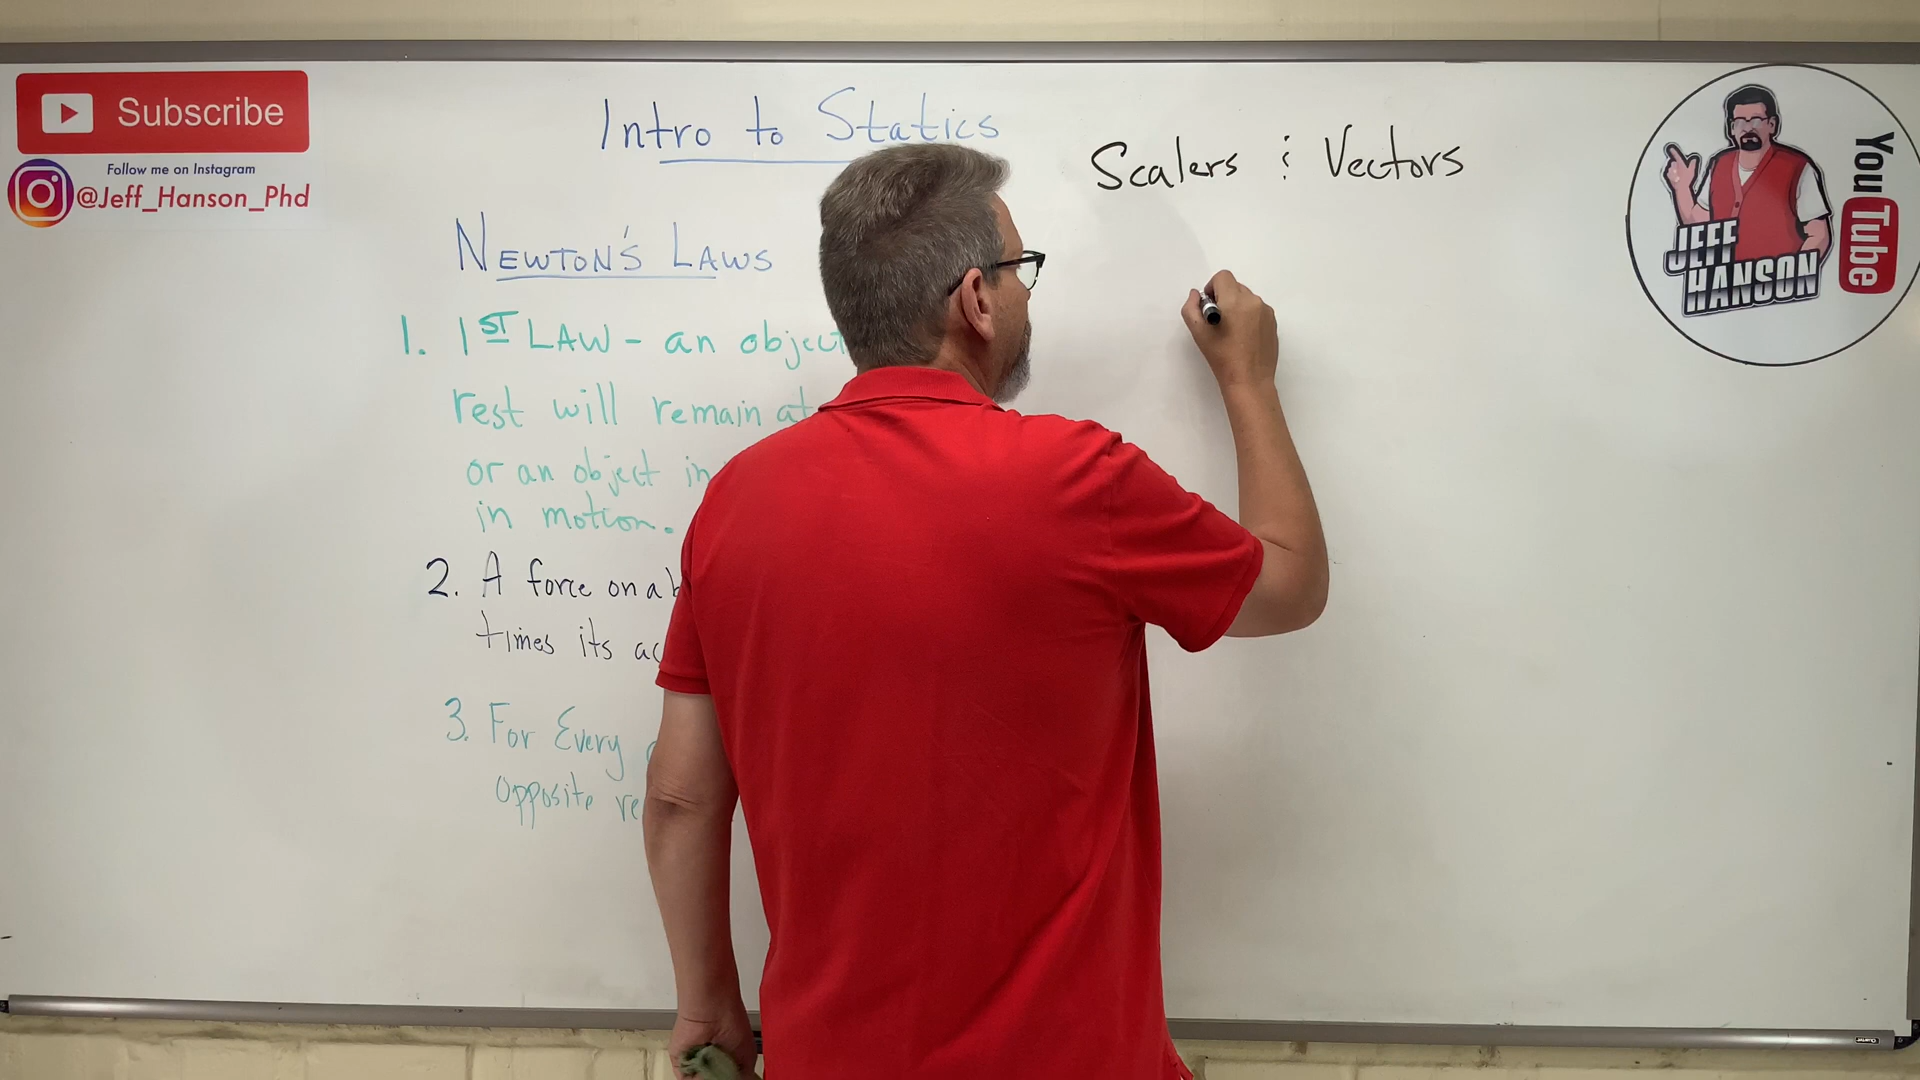 Subscribe
Follow me on Instagram
@Jeff_Hanson_Phd
Intro to Statics
Scalers & Vectors
NEWTON'S LAWS
1. 1ST LAW - an object
rest will remain at
or an object in
in motion.
2. A force on a
times its
3. For Every
opposite
JEFF
HANSON
YouTube